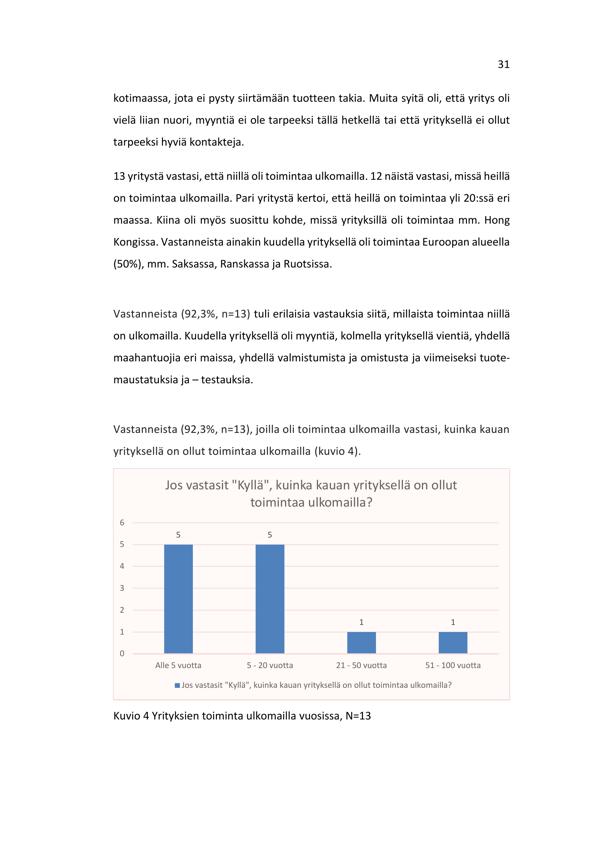 31
kotimaassa, jota ei pysty siirtämään tuotteen takia. Muita syitä oli, että yritys oli
vielä liian nuori, myyntiä ei ole tarpeeksi tällä hetkellä tai että yrityksellä ei ollut
tarpeeksi hyviä kontakteja.
13 yritystä vastasi, että niillä oli toimintaa ulkomailla. 12 näistä vastasi, missä heillä
on toimintaa ulkomailla. Pari yritystä kertoi, että heillä on toimintaa yli 20:ssä eri
maassa. Kiina oli myös suosittu kohde, missä yrityksillä oli toimintaa mm. Hong
Kongissa. Vastanneista ainakin kuudella yrityksellä oli toimintaa Euroopan alueella
(50%), mm. Saksassa, Ranskassa ja Ruotsissa.
Vastanneista (92,3%, n=13) tuli erilaisia vastauksia siitä, millaista toimintaa niillä
on ulkomailla. Kuudella yrityksellä oli myyntiä, kolmella yrityksellä vientiä, yhdellä
maahantuojia eri maissa, yhdellä valmistumista ja omistusta ja viimeiseksi tuote-
maustatuksia ja – testauksia.
Vastanneista (92,3%, n=13), joilla oli toimintaa ulkomailla vastasi, kuinka kauan
yrityksellä on ollut toimintaa ulkomailla (kuvio 4).
Jos vastasit "Kyllä", kuinka kauan yrityksellä on ollut
toimintaa ulkomailla?
6
5
4
3
2
1
0
5
5
1
1
Alle 5 vuotta
5 - 20 vuotta
21 - 50 vuotta
51 - 100 vuotta
Jos vastasit "Kyllä", kuinka kauan yrityksellä on ollut toimintaa ulkomailla?
Kuvio 4 Yrityksien toiminta ulkomailla vuosissa, N=13